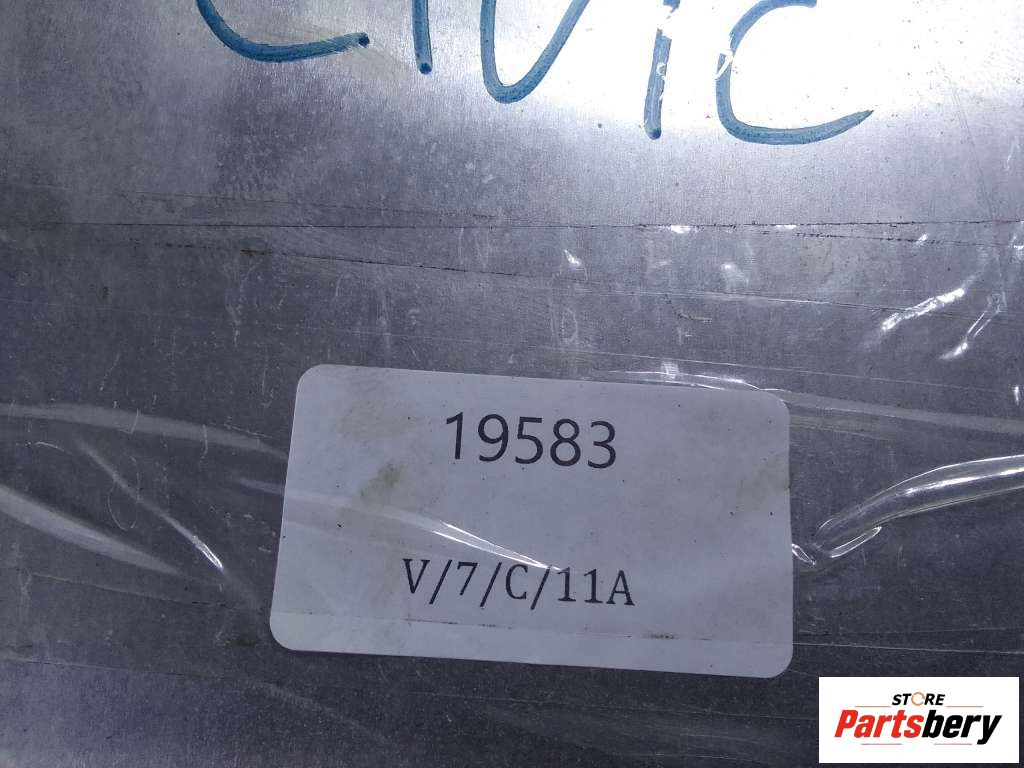 CIVIC
19583
V/7/C/11A
STORE
Partsbery